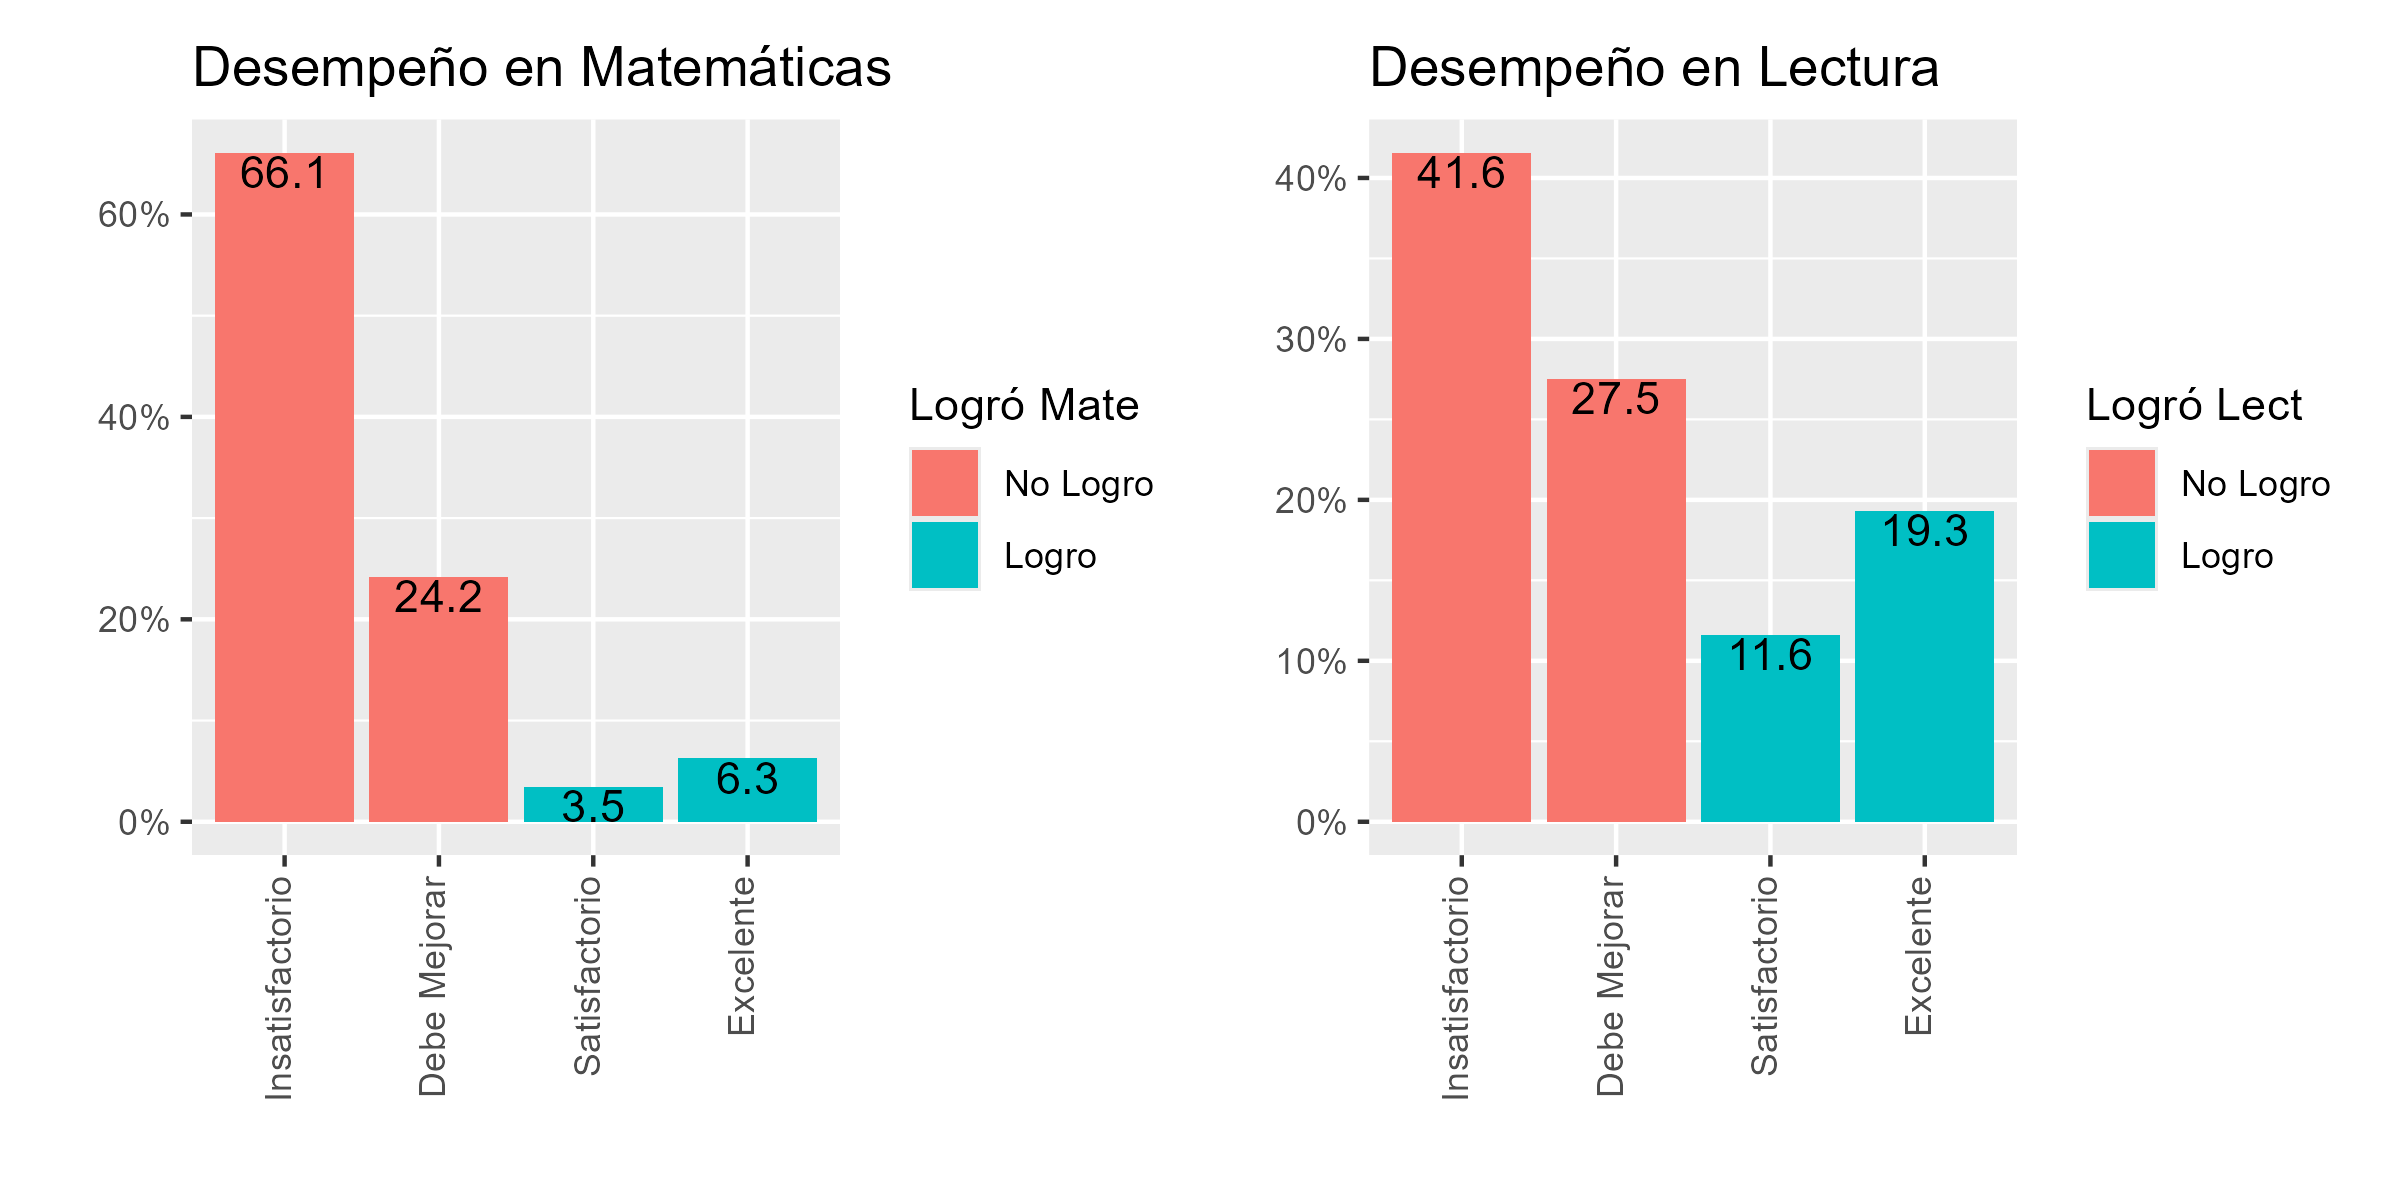 Desempeño en Matemáticas
66.1
24.2
3.5
6.3
60%
40%
20%
0%
Insatisfactorio
Debe Mejorar
Satisfactorio
Excelente
Logró Mate
No Logro
Logro
Desempeño en Lectura
41.6
27.5
11.6
19.3
40%
30%
20%
10%
0%
Insatisfactorio
Debe Mejorar
Satisfactorio
Excelente
Logró Lect
No Logro
Logro